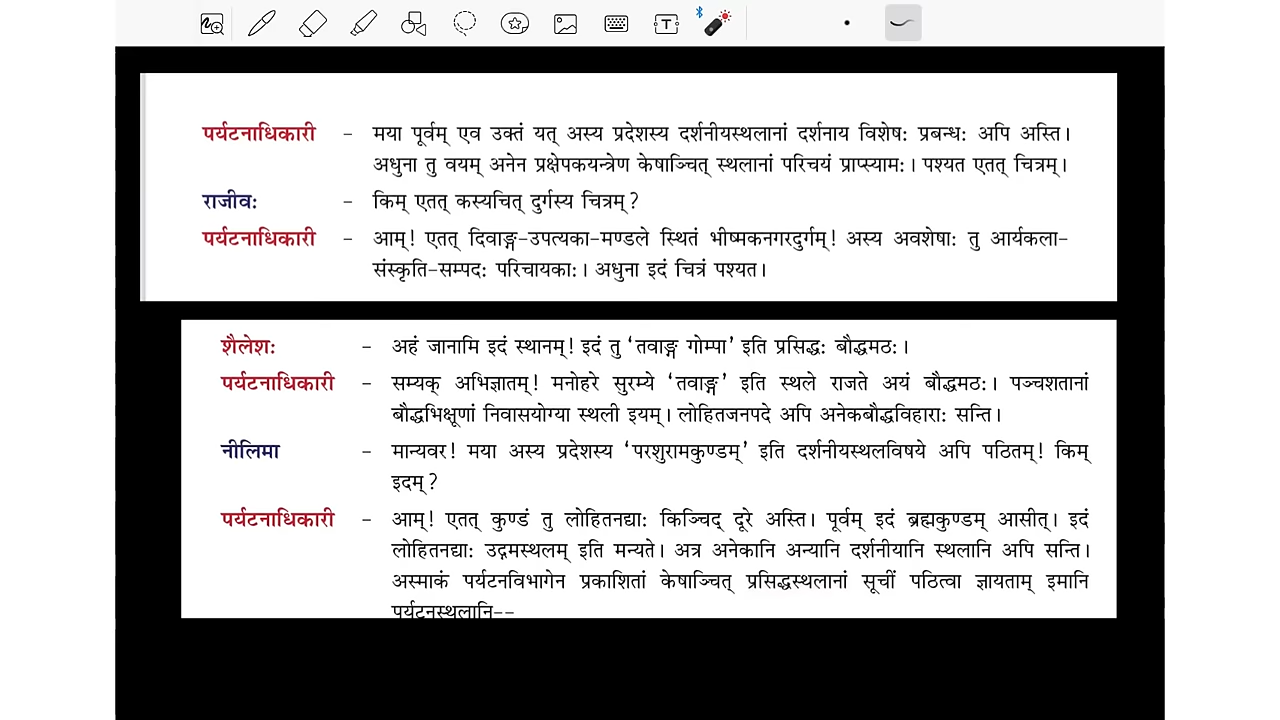 पर्यटनाधिकारी – मया पूर्वम् एव उक्तं यत् अस्य प्रदेशस्य दर्शनीयस्थलानां दर्शनाय विशेषः प्रबन्धः अपि अस्ति।
अधुना तु वयम् अनेन प्रक्षेपकयन्त्रेण केषाञ्चित् स्थलानां परिचयं प्राप्स्यामः। पश्यत एतत् चित्रम्।
राजीवः – किम् एतत् कस्यचित् दुर्गस्य चित्रम्?
पर्यटनाधिकारी – आम्! एतत् दिवाङ्ग-उपत्यका-मण्डले स्थितं भीष्मकनगरदुर्गम्! अस्य अवशेषाः तु आर्यकला-
संस्कृति-सम्पदः परिचायकाः। अधुना इदं चित्रं पश्यत।
शैलेशः – अहं जानामि इदं स्थानम्! इदं तु ‘तवाङ्ग गोम्पा’ इति प्रसिद्धः बौद्धमठः।
पर्यटनाधिकारी – सम्यक् अभिज्ञातम्! मनोहरे सुरम्ये ‘तवाङ्ग’ इति स्थले राजते अयं बौद्धमठः। पञ्चशतानां
बौद्धभिक्षूणां निवासयोग्या स्थली इयम्। लोहितजनपदे अपि अनेकबौद्धविहाराः सन्ति।
नीलिमा – मान्यवर! मया अस्य प्रदेशस्य ‘परशुरामकुण्डम्’ इति दर्शनीयस्थलविषये अपि पठितम्! किम्
इदम्?
पर्यटनाधिकारी – आम्! एतत् कुण्डं तु लोहितनद्याः किञ्चिद् दूरे अस्ति। पूर्वम् इदं ब्रह्मकुण्डम् आसीत्। इदं
लोहितनद्याः उद्गमस्थलम् इति मन्यते। अत्र अनेकानि अन्यानि दर्शनीयानि स्थलानि अपि सन्ति।
अस्माकं पर्यटनविभागेन प्रकाशितां केषाञ्चित् प्रसिद्धस्थलानां सूचीं पठित्वा ज्ञायताम् इमानि
पर्यटनस्थलानि--